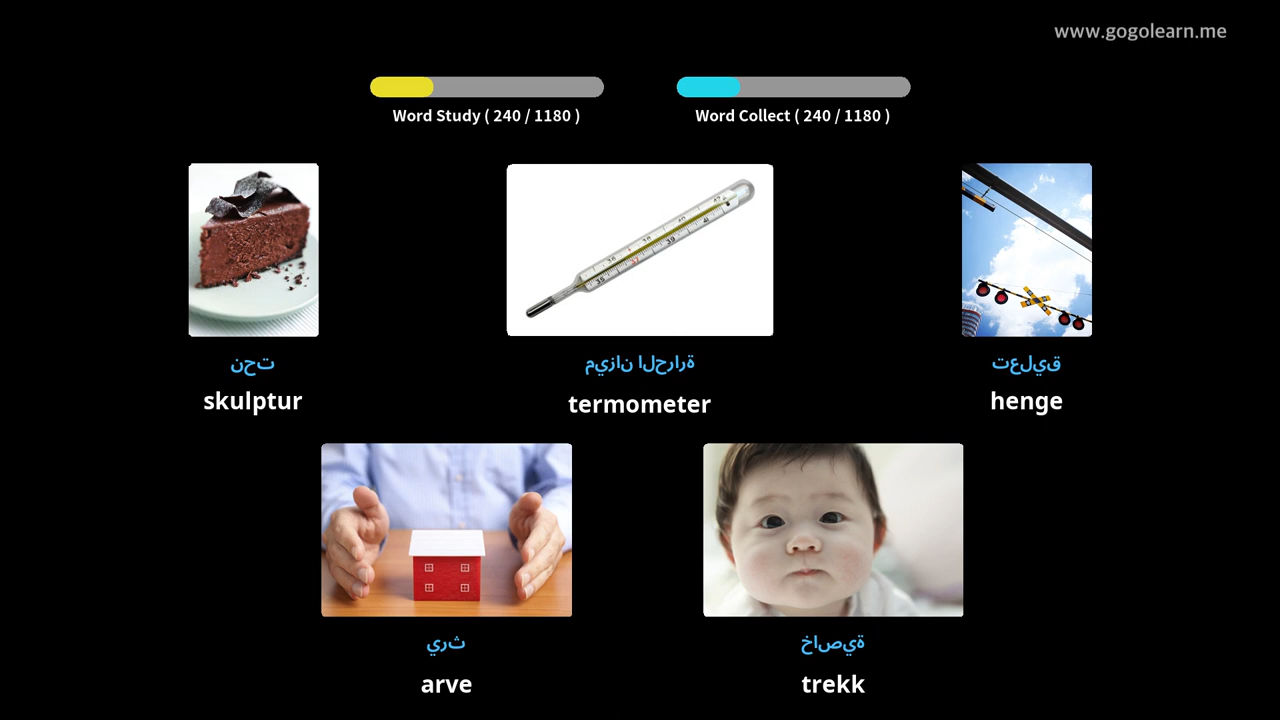 www.gogolearn.me
Word Study ( 240 / 1180 )
Word Collect ( 240 / 1180 )
نحت
skulptur
ميزان الحرارة
termometer
تعليق
henge
يرث
arve
خاصية
trekk